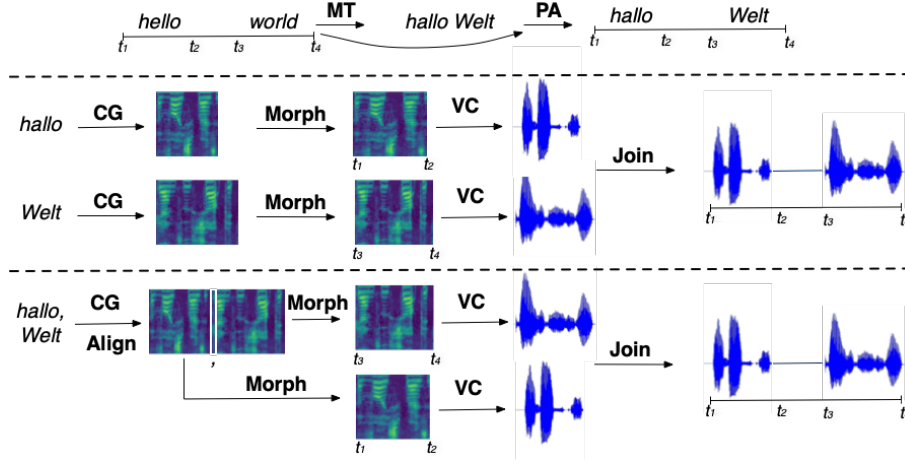 hello world MT hallo Welt PA hallo Welt
t1 t2 t3 t4 t1 t2 t3 t4
hallo CG Morph VC
t1 t2
Join
Welt CG Morph VC
t1 t2 t3 t
t3 t4
hallo, Welt CG Align Morph VC
,
t3 t4
Join
Morph VC
t1 t2 t3 t
t1 t2